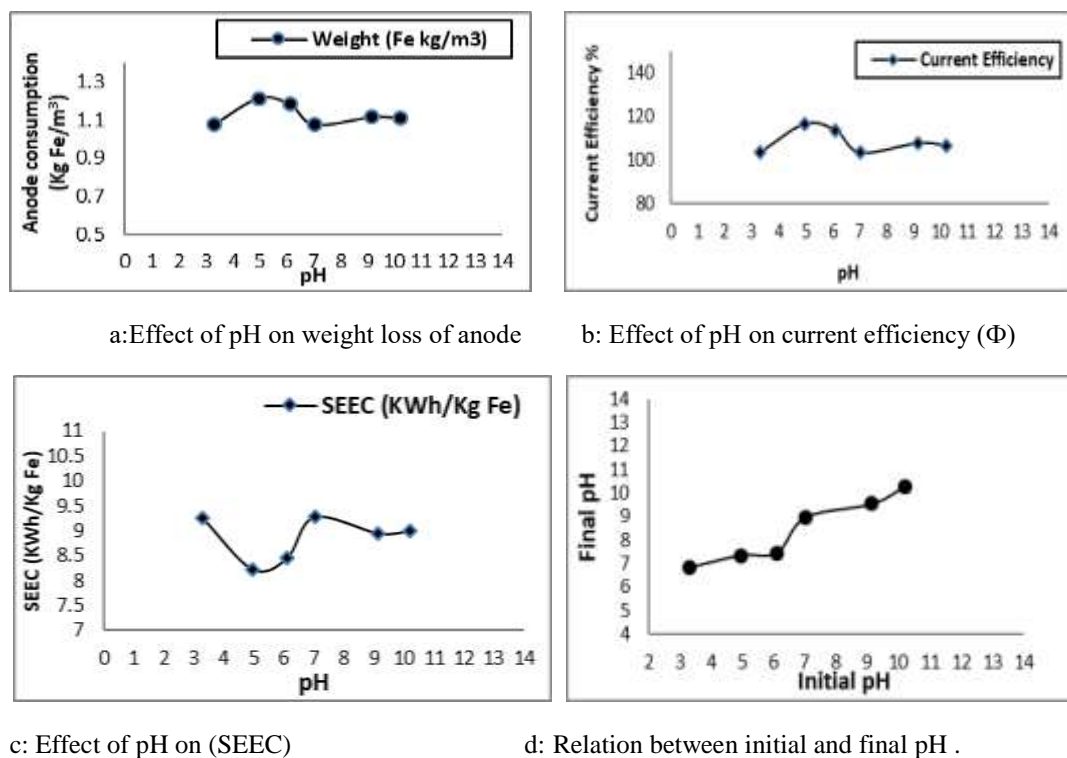 Weight (Fe kg/m3)
Anode consumption
(Kg Fe/m³)
1.3
1.1
0.9
0.7
0.5
0 1 2 3 4 5 6 7 8 9 10 11 12 13 14
pH
Current Efficiency
Current Efficiency %
140
120
100
80
0 1 2 3 4 5 6 7 8 9 10 11 12 13 14
pH
a:Effect of pH on weight loss of anode
b: Effect of pH on current efficiency (Φ)
SEEC (KWh/Kg Fe)
SEEC (KWh/Kg Fe)
11
10.5
10
9.5
9
8.5
8
7.5
7
0 1 2 3 4 5 6 7 8 9 10 11 12 13 14
pH
Final pH
14
13
12
11
10
9
8
7
6
5
4
2 3 4 5 6 7 8 9 10 11 12 13 14
Initial pH
c: Effect of pH on (SEEC)
d: Relation between initial and final pH .